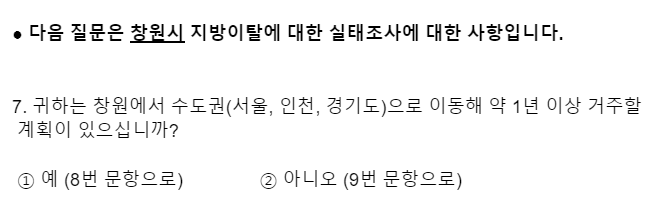 ● 다음 질문은 창원시 지방이탈에 대한 실태조사에 대한 사항입니다.
7. 귀하는 창원에서 수도권(서울, 인천, 경기도)으로 이동해 약 1년 이상 거주할
계획이 있으십니까?
① 예 (8번 문항으로) ② 아니오 (9번 문항으로)